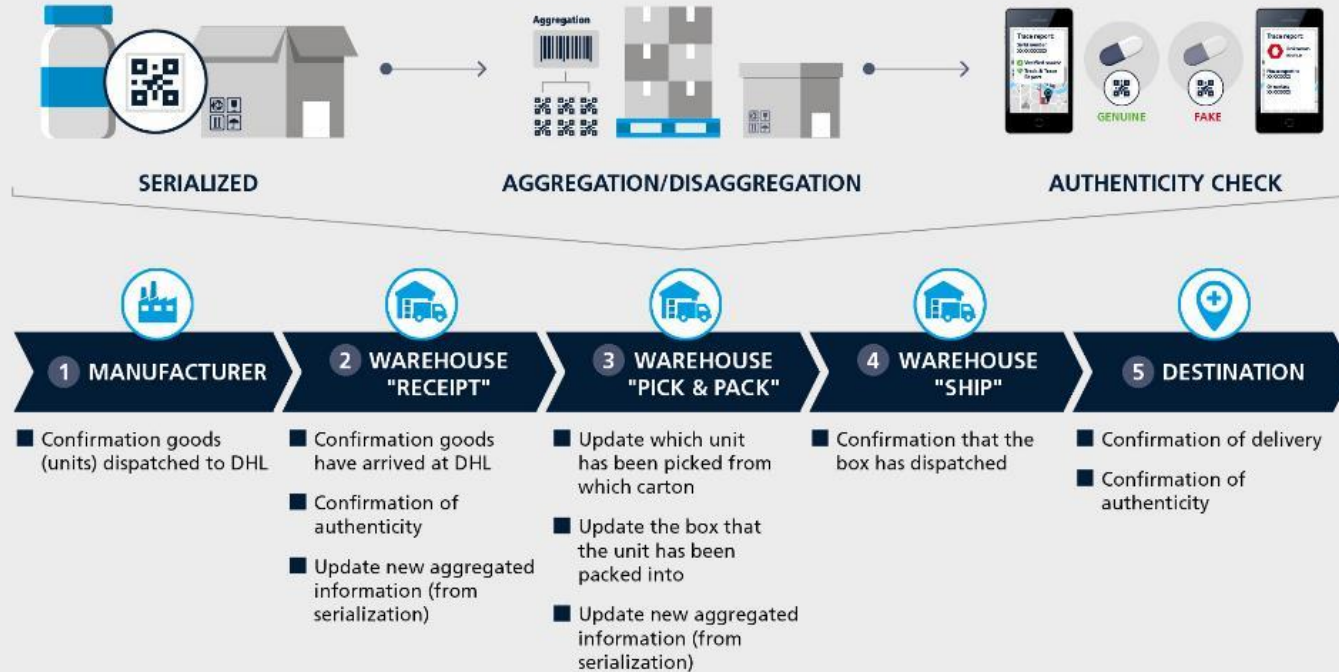 Aggregation
Trace report:
Trace report:
GENUINE
FAKE
SERIALIZED
AGGREGATION/DISAGGREGATION
AUTHENTICITY CHECK
1 MANUFACTURER
2 WAREHOUSE
"RECEIPT"
3 WAREHOUSE
"PICK & PACK"
4 WAREHOUSE
"SHIP"
5 DESTINATION
Confirmation goods
(units) dispatched to DHL
Confirmation goods
have arrived at DHL
Confirmation of
authenticity
Update new aggregated
information (from
serialization)
Update which unit
has been picked from
which carton
Update the box that
the unit has been
packed into
Update new aggregated
information (from
serialization)
Confirmation that the
box has dispatched
Confirmation of delivery
Confirmation of
authenticity